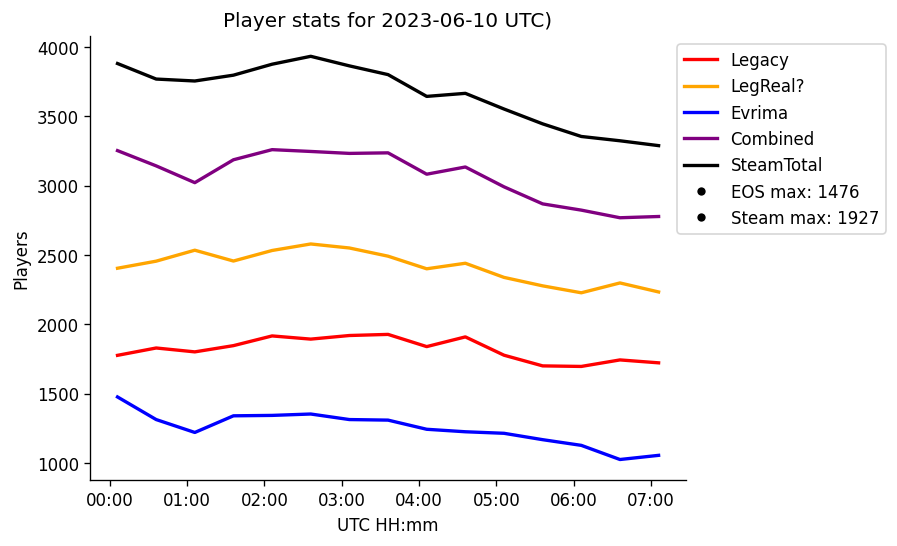 Player stats for 2023-06-10 UTC)
4000
3500
3000
2500
2000
1500
1000
Players
00:00 01:00 02:00 03:00 04:00 05:00 06:00 07:00
UTC HH:mm
Legacy
LegReal?
Evrima
Combined
SteamTotal
EOS max: 1476
Steam max: 1927